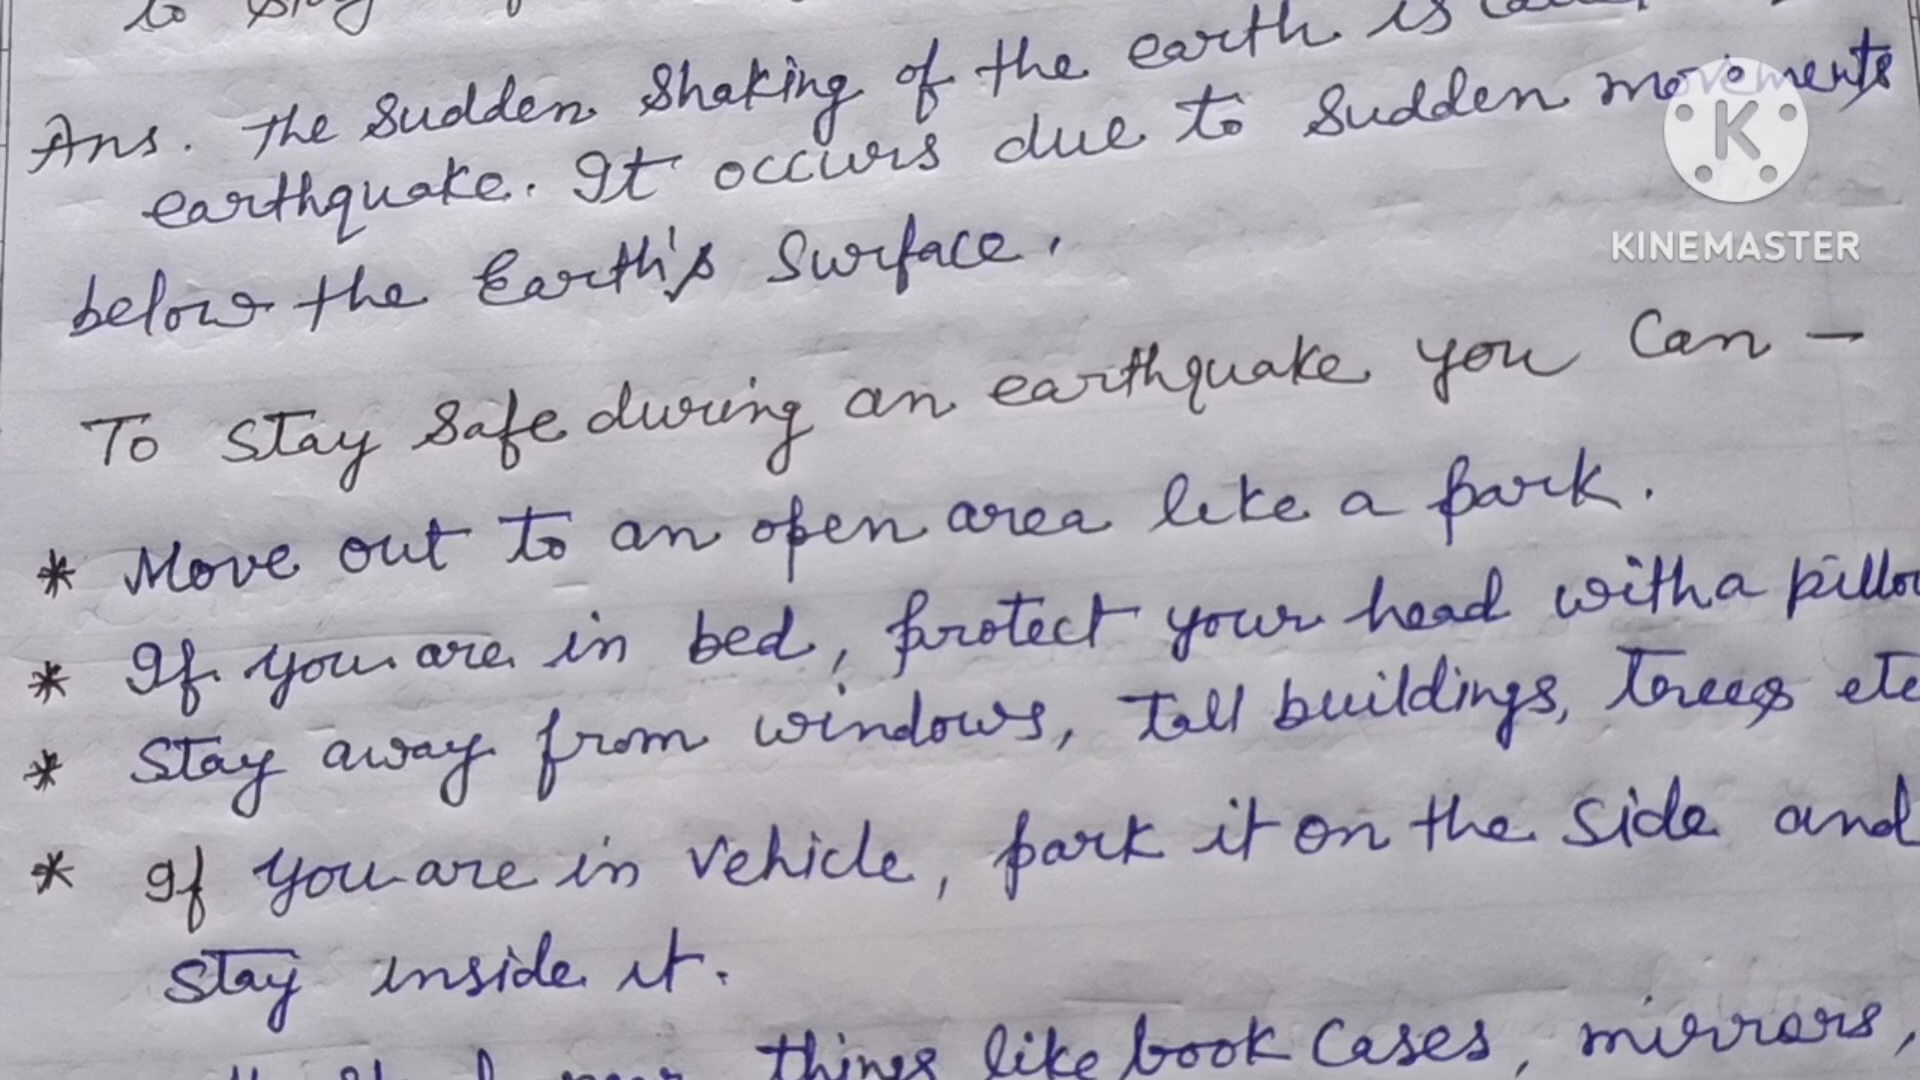 to stay
Ans. The Sudden Shaking of the earth is
earthquake. It occurs due to Sudden movements
below the Earth's Surface.
To Stay Safe during an earthquake you Can -
* Move out to an open area like a park.
* If you are in bed, protect your head with a
* Stay away from windows, Tall buildings, Trees etc
* If you are in Vehicle, park it on the Side and
Stay inside it.
things like book Cases, mirrors,
KINEMASTER